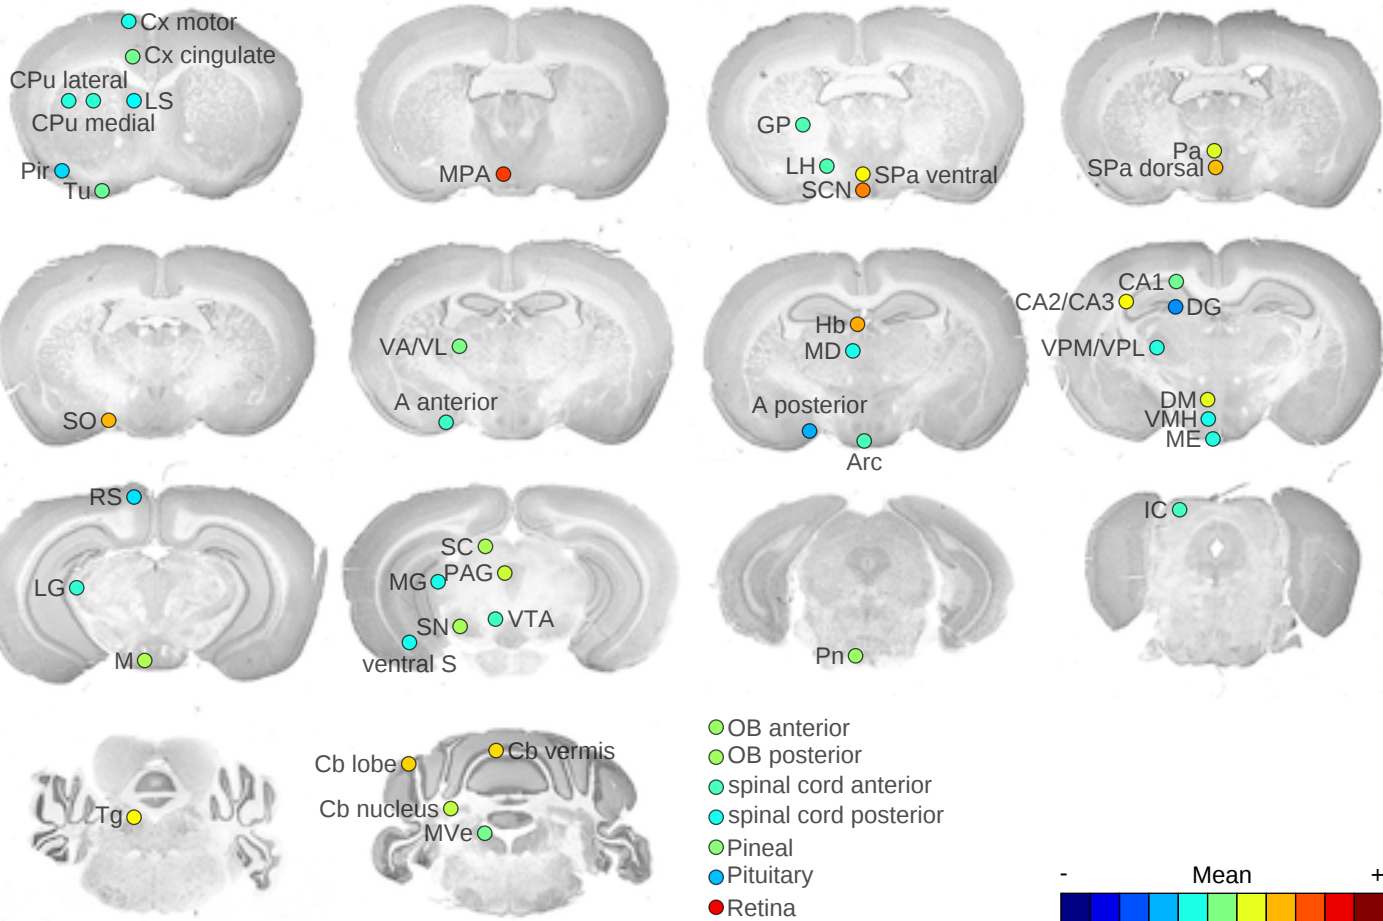 Cx motor
Cx cingulate
CPu lateral
LS
CPu medial
Pir
Tu
MPA
GP
LH
SPa ventral
SCN
Pa
SPa dorsal
SO
VA/VL
A anterior
Hb
MD
A posterior
Arc
CA1
CA2/CA3
DG
VPM/VPL
DM
VMH
ME
RS
LG
M
SC
PAG
MG
VTA
SN
ventral S
Pn
IC
Tg
Cb vermis
Cb lobe
Cb nucleus
MVe
OB anterior
OB posterior
spinal cord anterior
spinal cord posterior
Pineal
Pituitary
Retina
- Mean +